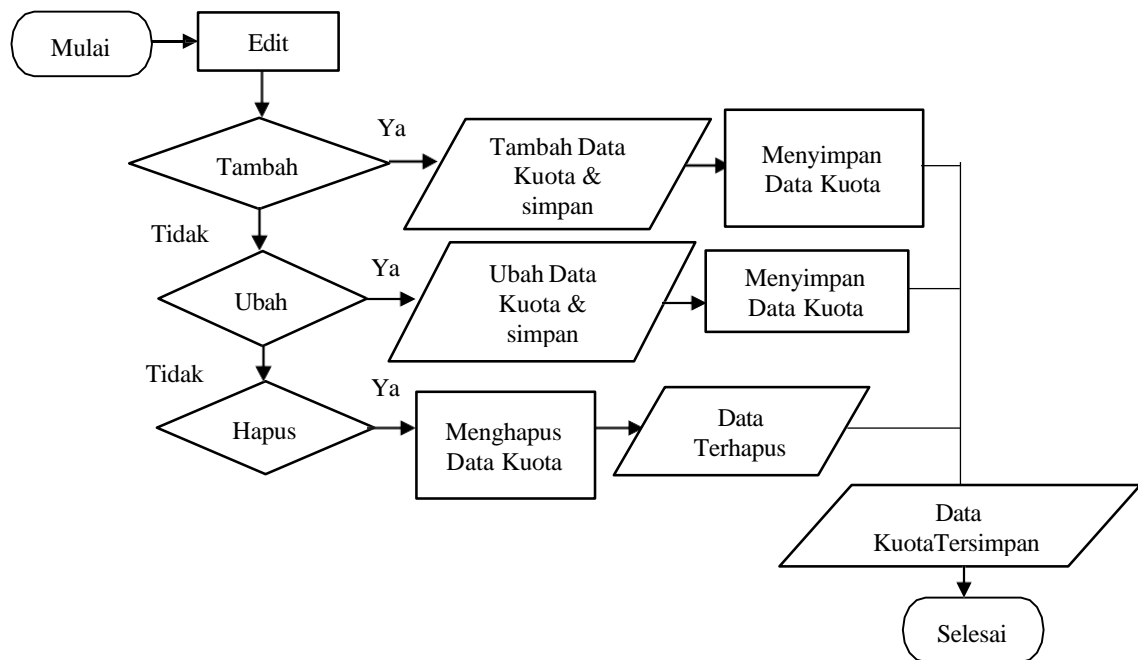 Mulai
Edit
Tambah
Ya
Tambah Data
Kuota &
simpan
Menyimpan
Data Kuota
Tidak
Ubah
Ya
Ubah Data
Kuota &
simpan
Menyimpan
Data Kuota
Tidak
Hapus
Ya
Menghapus
Data Kuota
Data
Terhapus
Data
KuotaTersimpan
Selesai